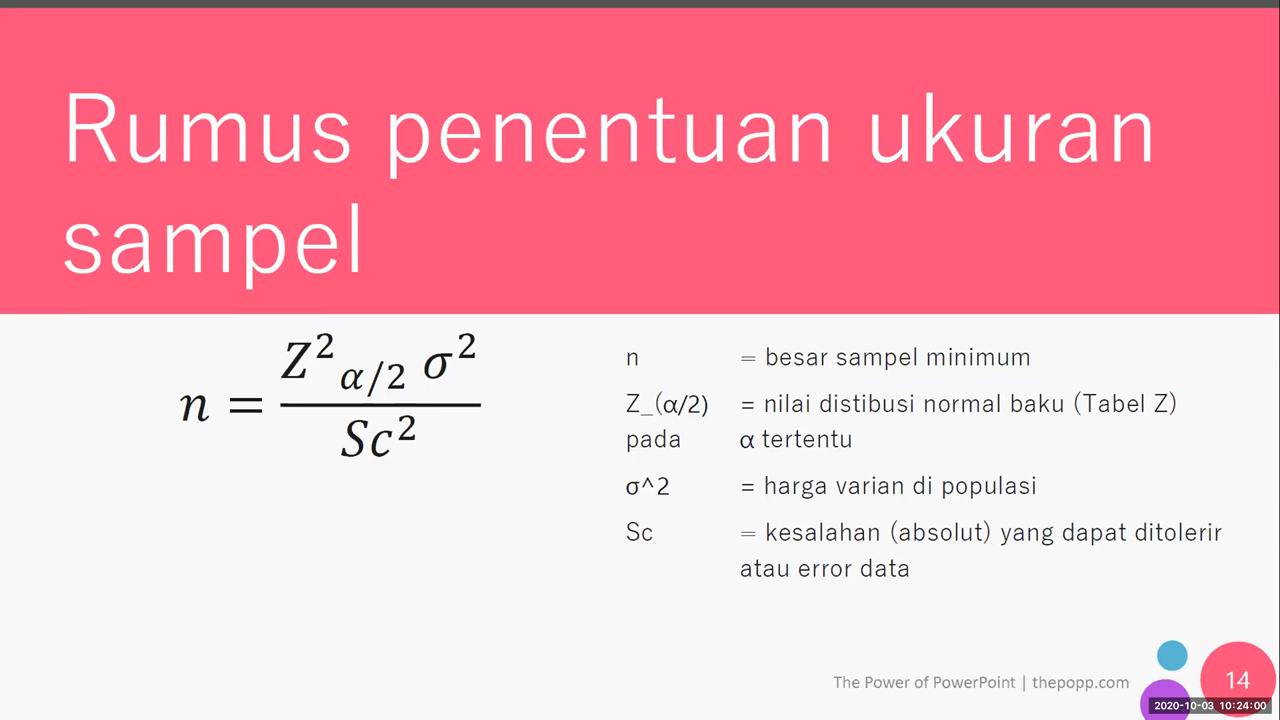 Rumus penentuan ukuran
sampel
n = Z²α/2 σ² / Sc²
n = besar sampel minimum
Z_(α/2) = nilai distibusi normal baku (Tabel Z)
pada α tertentu
σ^2 = harga varian di populasi
Sc = kesalahan (absolut) yang dapat ditolerir
atau error data
The Power of PowerPoint | thepopp.com
14
2020-10-03 10:24:00